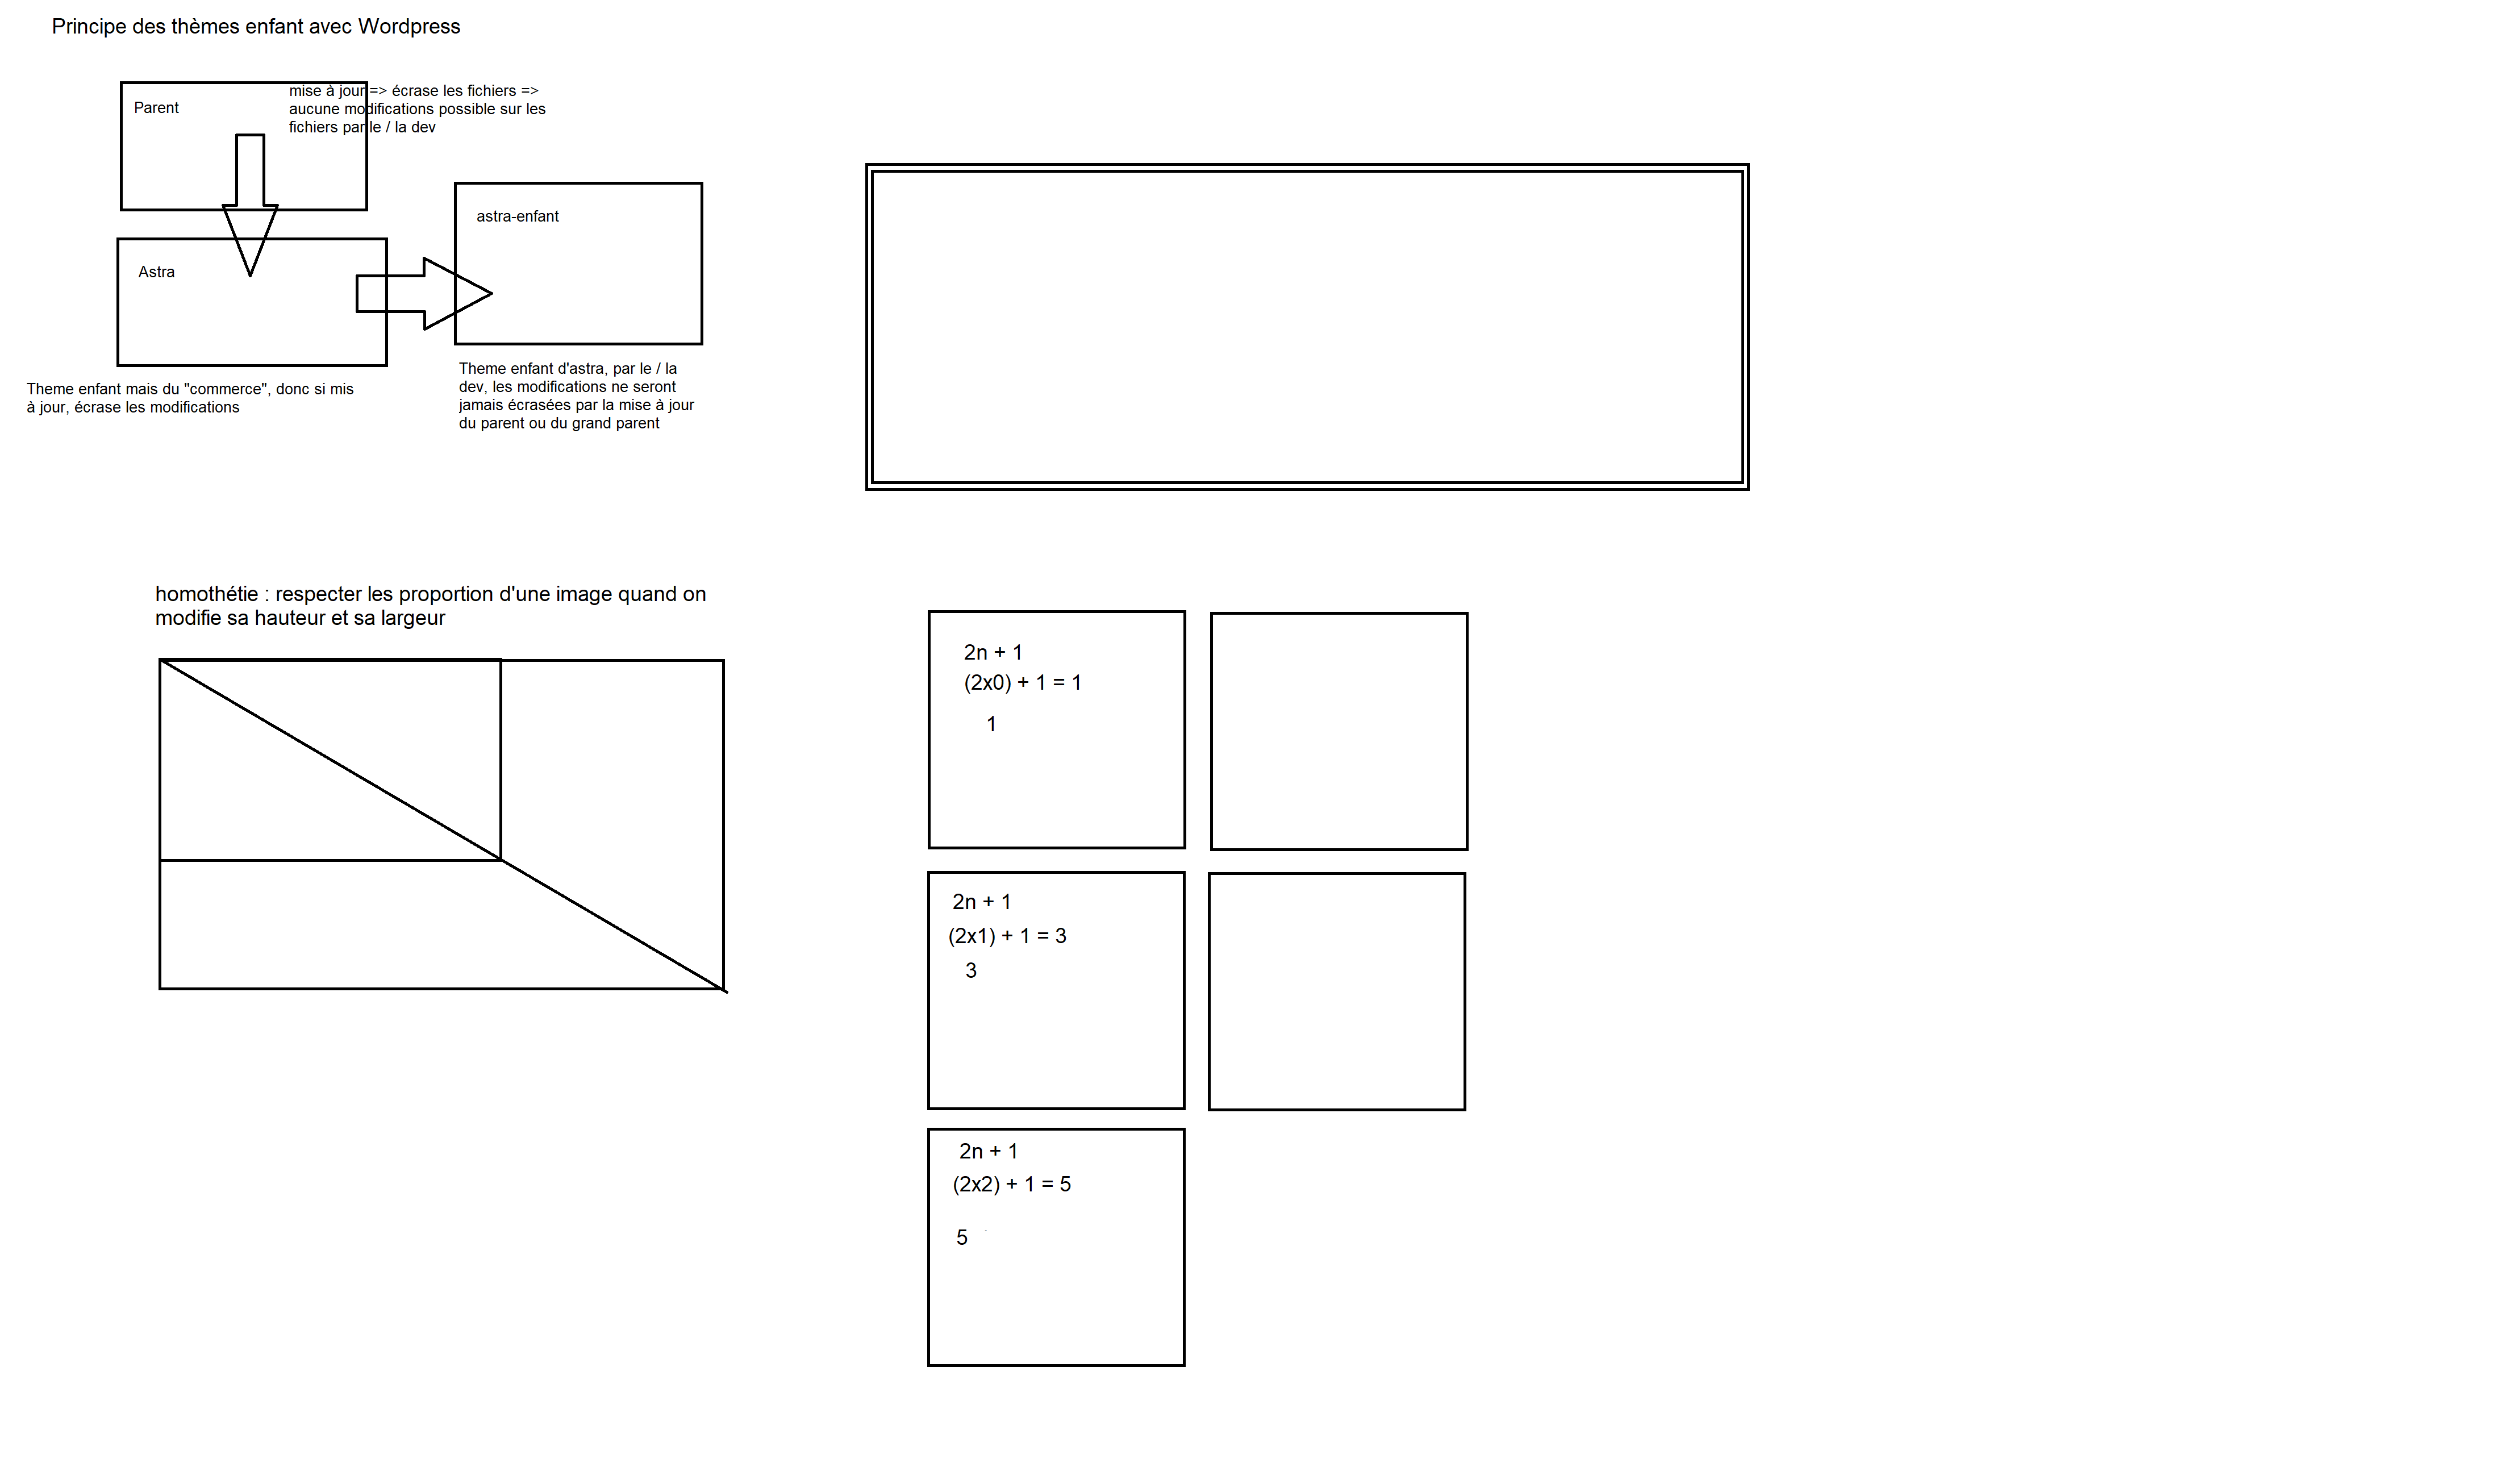 Principe des thèmes enfant avec Wordpress
Parent
mise à jour => écrase les fichiers =>
aucune modifications possible sur les
fichiers par le / la dev
astra-enfant
Astra
Theme enfant mais du "commerce", donc si mis
à jour, écrase les modifications
Theme enfant d'astra, par le / la
dev, les modifications ne seront
jamais écrasées par la mise à jour
du parent ou du grand parent
homothétie : respecter les proportion d'une image quand on
modifie sa hauteur et sa largeur
2n + 1
(2x0) + 1 = 1
1
2n + 1
(2x1) + 1 = 3
3
2n + 1
(2x2) + 1 = 5
5